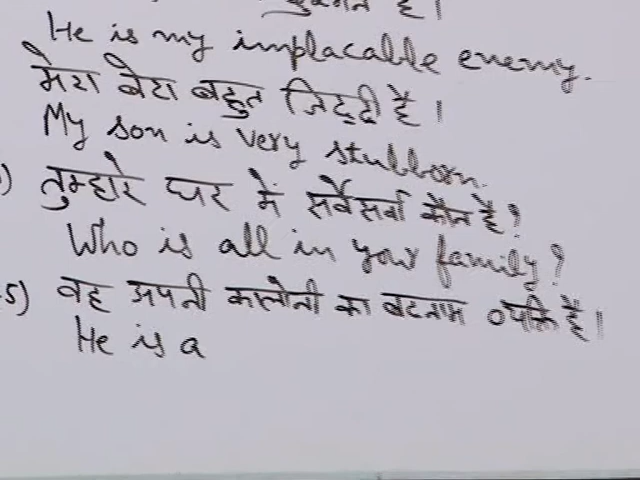 है।
He is my implacable enemy.
मेरा बेटा बहुत जिद्दी है।
My son is very stubborn.
तुम्हारे घर में सर्वेसर्वा कौन है?
Who is all in your family?
5) वह अपनी कालोनी का बदनाम व्यक्ति है।
He is a